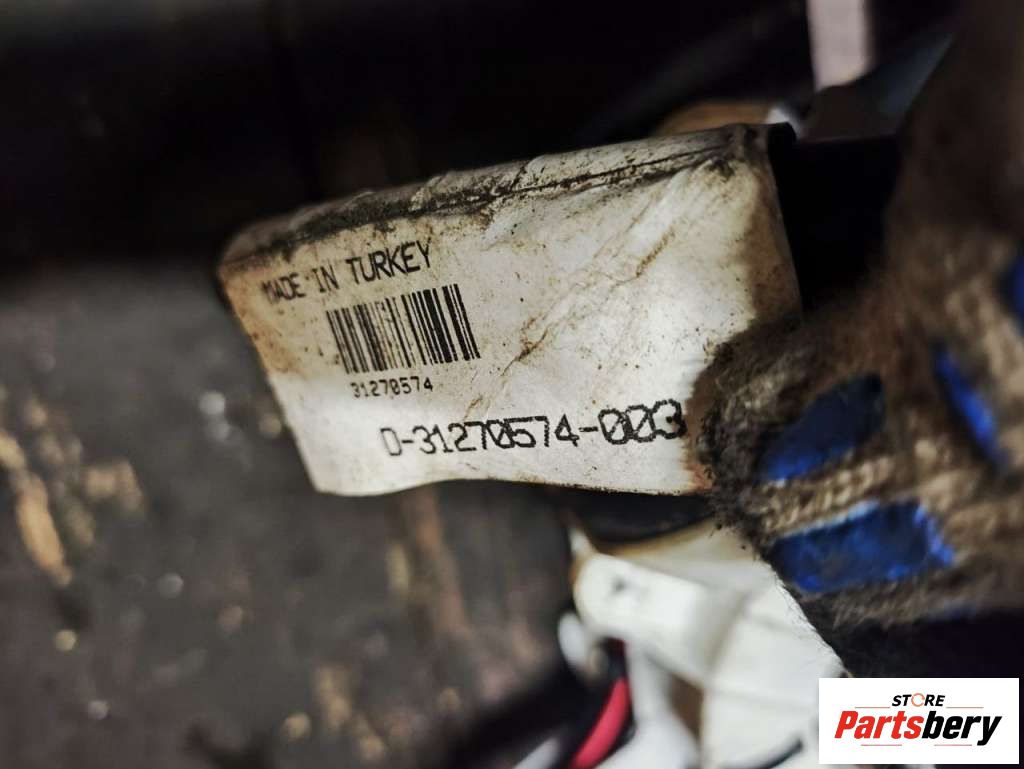 MADE IN TURKEY
31270574
D-31270574-003
STORE
Partsbery